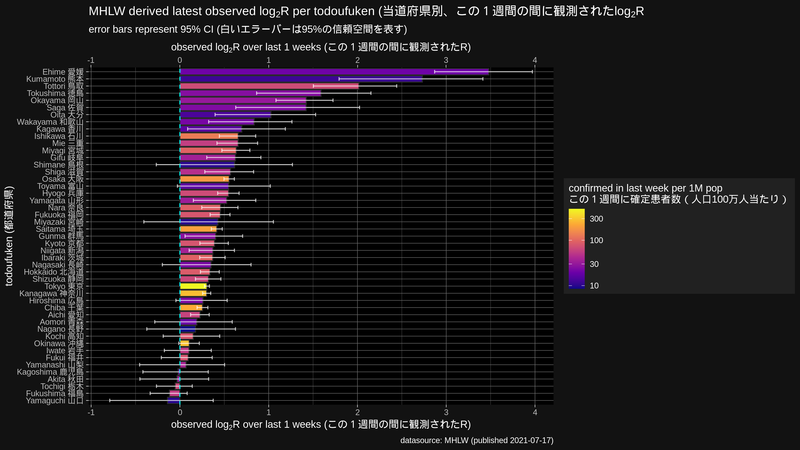 MHLW derived latest observed log₂R per todoufuken (当道府県別、この１週間の間に観測されたlog₂R
error bars represent 95% CI (白いエラーバーは95%の信頼空間を表す)
observed log₂R over last 1 weeks (この１週間の間に観測されたR)
-1 0 1 2 3 4
todoufuken (都道府県)
Ehime 愛媛
Kumamoto 熊本
Tottori 鳥取
Tokushima 徳島
Okayama 岡山
Saga 佐賀
Oita 大分
Wakayama 和歌山
Kagawa 香川
Ishikawa 石川
Mie 三重
Miyagi 宮城
Gifu 岐阜
Shimane 島根
Shiga 滋賀
Osaka 大阪
Toyama 富山
Hyogo 兵庫
Yamagata 山形
Nara 奈良
Fukuoka 福岡
Miyazaki 宮崎
Saitama 埼玉
Gunma 群馬
Kyoto 京都
Niigata 新潟
Ibaraki 茨城
Nagasaki 長崎
Hokkaido 北海道
Shizuoka 静岡
Tokyo 東京
Kanagawa 神奈川
Hiroshima 広島
Chiba 千葉
Aichi 愛知
Aomori 青森
Nagano 長野
Kochi 高知
Okinawa 沖縄
Iwate 岩手
Fukui 福井
Yamanashi 山梨
Kagoshima 鹿児島
Akita 秋田
Tochigi 栃木
Fukushima 福島
Yamaguchi 山口
-1 0 1 2 3 4
observed log₂R over last 1 weeks (この１週間の間に観測されたR)
confirmed in last week per 1M pop
この１週間に確定患者数（人口100万人当たり）
300
100
30
10
datasource: MHLW (published 2021-07-17)